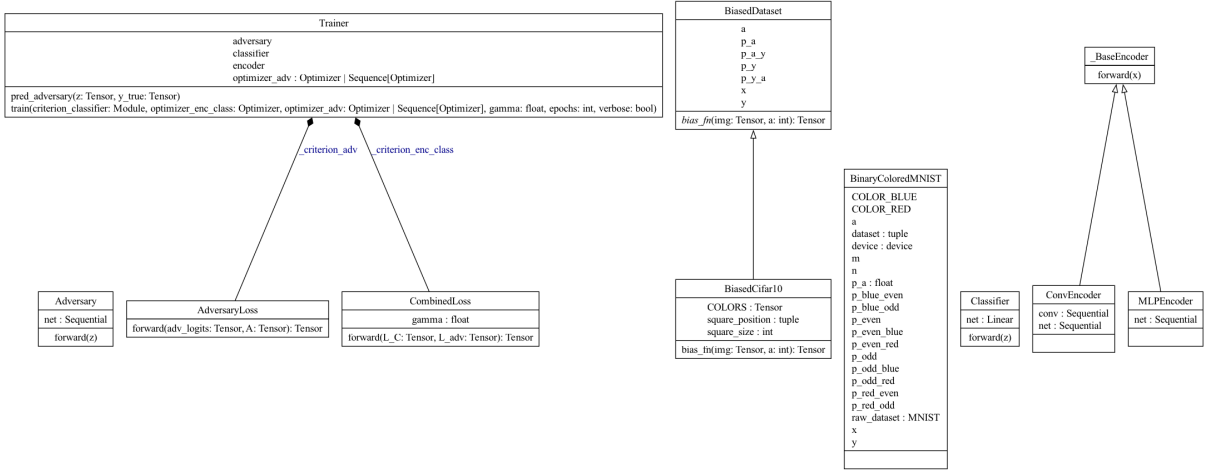 Trainer
adversary
classifier
encoder
optimizer_adv : Optimizer | Sequence[Optimizer]
pred_adversary(z: Tensor, y_true: Tensor)
train(criterion_classifier: Module, optimizer_enc_class: Optimizer, optimizer_adv: Optimizer | Sequence[Optimizer], gamma: float, epochs: int, verbose: bool)
_criterion_adv
_criterion_enc_class
Adversary
net : Sequential
forward(z)
AdversaryLoss
forward(adv_logits: Tensor, A: Tensor): Tensor
CombinedLoss
gamma : float
forward(L_C: Tensor, L_adv: Tensor): Tensor
BiasedDataset
a
p_a
p_a_y
p_y
p_y_a
x
y
bias_fn(img: Tensor, a: int): Tensor
BiasedCifar10
COLORS : Tensor
square_position : tuple
square_size : int
bias_fn(img: Tensor, a: int): Tensor
BinaryColoredMNIST
COLOR_BLUE
COLOR_RED
a
dataset : tuple
device : device
m
n
p_a : float
p_blue_even
p_blue_odd
p_even
p_even_blue
p_even_red
p_odd
p_odd_blue
p_odd_red
p_red_even
p_red_odd
raw_dataset : MNIST
x
y
Classifier
net : Linear
forward(z)
_BaseEncoder
forward(x)
ConvEncoder
conv : Sequential
net : Sequential
MLPEncoder
net : Sequential